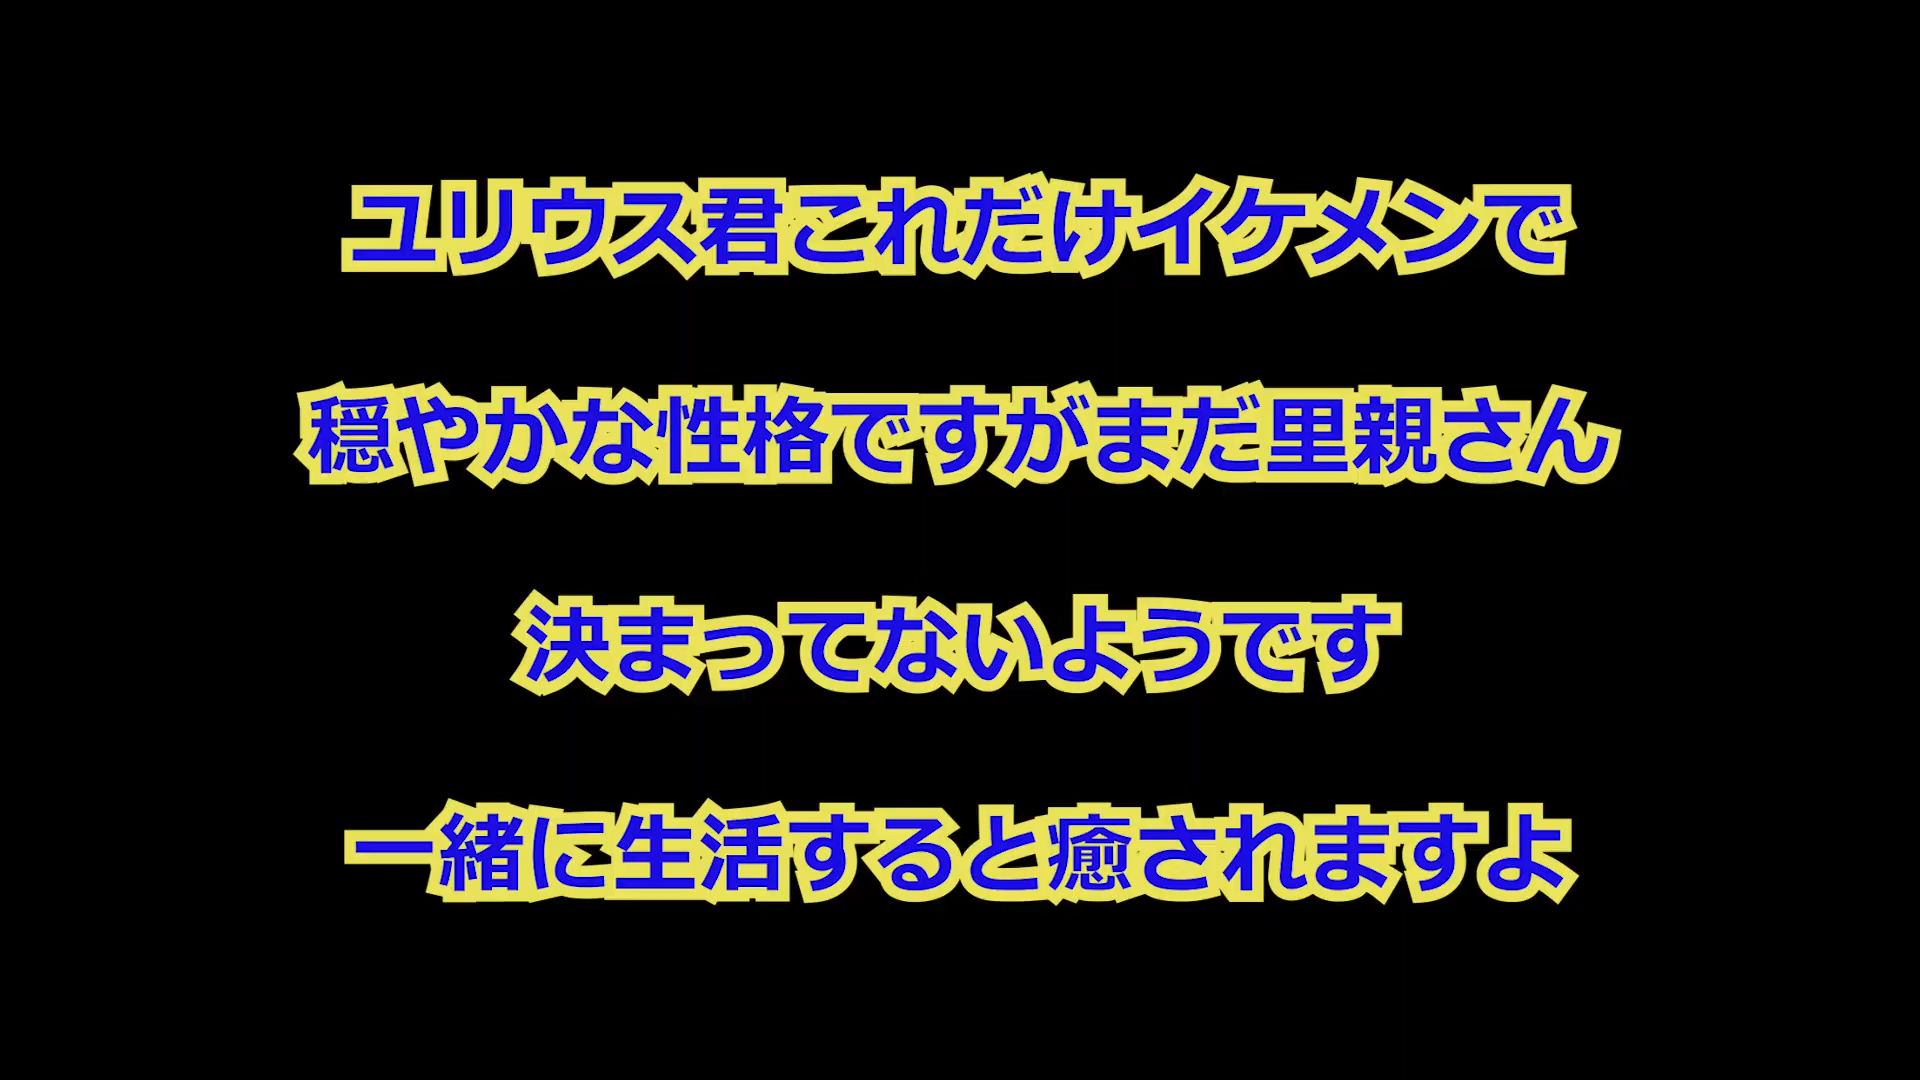 ユリウス君これだけイケメンで
穏やかな性格ですがまだ里親さん
決まってないようです
一緒に生活すると癒されますよ